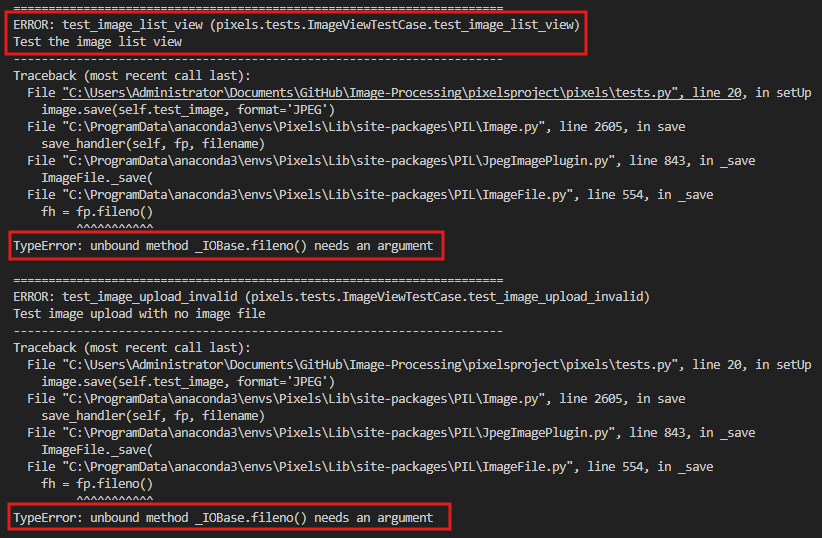 ======================================================================
ERROR: test_image_list_view (pixels.tests.ImageViewTestCase.test_image_list_view)
Test the image list view
----------------------------------------------------------------------
Traceback (most recent call last):
  File "C:\Users\Administrator\Documents\GitHub\Image-Processing\pixelsproject\pixels\tests.py", line 20, in setUp
    image.save(self.test_image, format='JPEG')
  File "C:\ProgramData\anaconda3\envs\Pixels\Lib\site-packages\PIL\Image.py", line 2605, in save
    save_handler(self, fp, filename)
  File "C:\ProgramData\anaconda3\envs\Pixels\Lib\site-packages\PIL\JpegImagePlugin.py", line 843, in _save
    ImageFile._save(
  File "C:\ProgramData\anaconda3\envs\Pixels\Lib\site-packages\PIL\ImageFile.py", line 554, in _save
    fh = fp.fileno()
         ^^^^^^^^^^^
TypeError: unbound method _IOBase.fileno() needs an argument
======================================================================
ERROR: test_image_upload_invalid (pixels.tests.ImageViewTestCase.test_image_upload_invalid)
Test image upload with no image file
----------------------------------------------------------------------
Traceback (most recent call last):
  File "C:\Users\Administrator\Documents\GitHub\Image-Processing\pixelsproject\pixels\tests.py", line 20, in setUp
    image.save(self.test_image, format='JPEG')
  File "C:\ProgramData\anaconda3\envs\Pixels\Lib\site-packages\PIL\Image.py", line 2605, in save
    save_handler(self, fp, filename)
  File "C:\ProgramData\anaconda3\envs\Pixels\Lib\site-packages\PIL\JpegImagePlugin.py", line 843, in _save
    ImageFile._save(
  File "C:\ProgramData\anaconda3\envs\Pixels\Lib\site-packages\PIL\ImageFile.py", line 554, in _save
    fh = fp.fileno()
         ^^^^^^^^^^^
TypeError: unbound method _IOBase.fileno() needs an argument